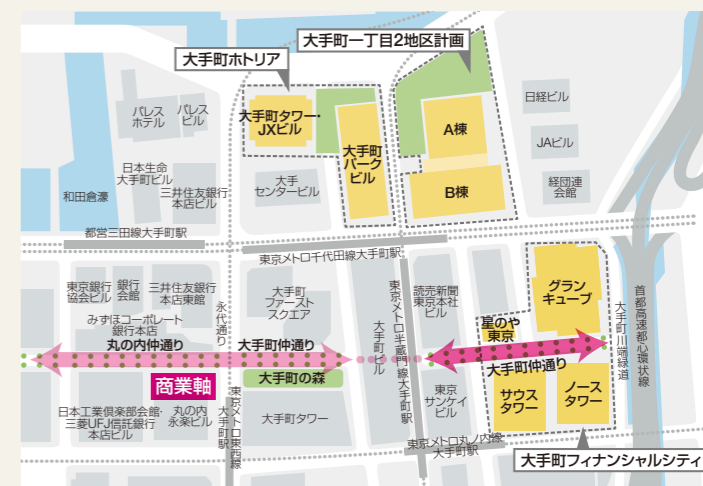 大手町ホトリア
大手町一丁目2地区計画
パレス
ホテル
パレス
ビル
大手町タワー・
JXビル
大手町
パーク
ビル
A棟
B棟
日経ビル
JAビル
経団連
会館
日本生命
大手町ビル
三井住友銀行
本店ビル
和田倉濠
大手
センタービル
都営三田線大手町駅
東京メトロ千代田線大手町駅
東京銀行
協会ビル
銀行
会館
三井住友銀行
本店東館
みずほコーポレート
銀行本店
永代通り
大手町
ファースト
スクエア
大手町ビル
東京メトロ半蔵門線大手町駅
読売新聞
東京本社
ビル
グラン
キューブ
星のや
東京
大手町川端緑道
首都高速都心環状線
丸の内仲通り
大手町仲通り
大手町仲通り
商業軸
大手町の森
日本工業倶楽部会館・
三菱UFJ信託銀行
本店ビル
丸の内
永楽ビル
大手町駅
東京メトロ東西線
大手町タワー
東京
サンケイ
ビル
サウス
タワー
ノース
タワー
東京メトロ丸ノ内線
大手町駅
大手町フィナンシャルシティ